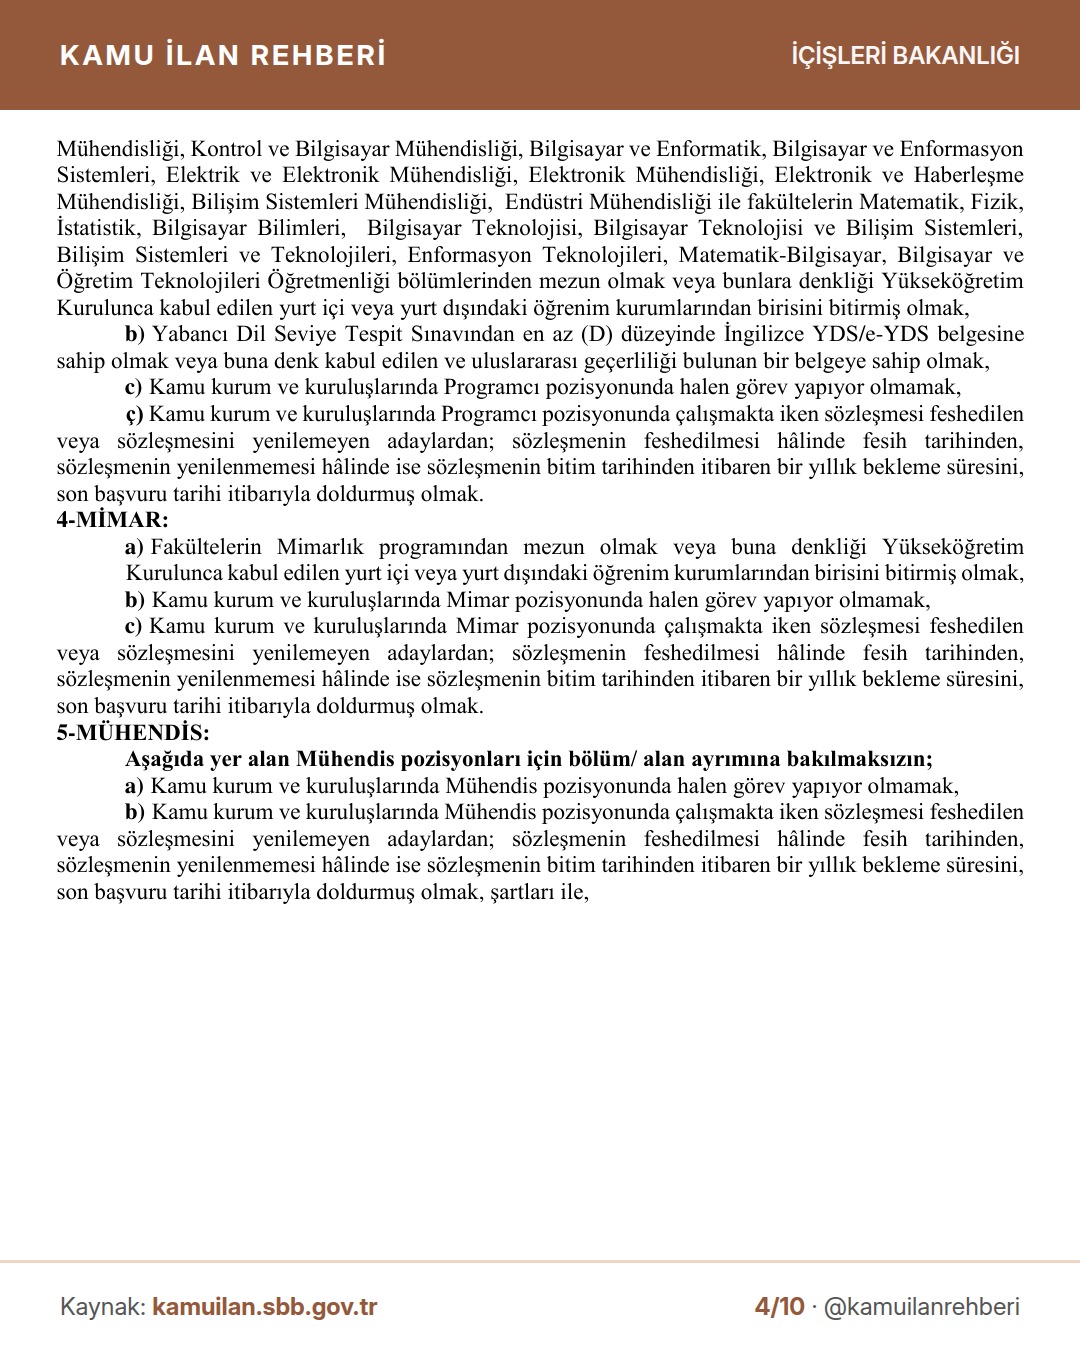 KAMU İLAN REHBERİ
İÇİŞLERİ BAKANLIĞI
Mühendisliği, Kontrol ve Bilgisayar Mühendisliği, Bilgisayar ve Enformatik, Bilgisayar ve Enformasyon
Sistemleri, Elektrik ve Elektronik Mühendisliği, Elektronik Mühendisliği, Elektronik ve Haberleşme
Mühendisliği, Bilişim Sistemleri Mühendisliği, Endüstri Mühendisliği ile fakültelerin Matematik, Fizik,
İstatistik, Bilgisayar Bilimleri, Bilgisayar Teknolojisi, Bilgisayar Teknolojisi ve Bilişim Sistemleri,
Bilişim Sistemleri ve Teknolojileri, Enformasyon Teknolojileri, Matematik-Bilgisayar, Bilgisayar ve
Öğretim Teknolojileri Öğretmenliği bölümlerinden mezun olmak veya bunlara denkliği Yükseköğretim
Kurulunca kabul edilen yurt içi veya yurt dışındaki öğrenim kurumlarından birisini bitirmiş olmak,
b) Yabancı Dil Seviye Tespit Sınavından en az (D) düzeyinde İngilizce YDS/e-YDS belgesine
sahip olmak veya buna denk kabul edilen ve uluslararası geçerliliği bulunan bir belgeye sahip olmak,
c) Kamu kurum ve kuruluşlarında Programcı pozisyonunda halen görev yapıyor olmamak,
ç) Kamu kurum ve kuruluşlarında Programcı pozisyonunda çalışmakta iken sözleşmesi feshedilen
veya sözleşmesini yenilemeyen adaylardan; sözleşmenin feshedilmesi hâlinde fesih tarihinden,
sözleşmenin yenilenmemesi hâlinde ise sözleşmenin bitim tarihinden itibaren bir yıllık bekleme süresini,
son başvuru tarihi itibarıyla doldurmuş olmak.
4-MİMAR:
a) Fakültelerin Mimarlık programından mezun olmak veya buna denkliği Yükseköğretim
Kurulunca kabul edilen yurt içi veya yurt dışındaki öğrenim kurumlarından birisini bitirmiş olmak,
b) Kamu kurum ve kuruluşlarında Mimar pozisyonunda halen görev yapıyor olmamak,
c) Kamu kurum ve kuruluşlarında Mimar pozisyonunda çalışmakta iken sözleşmesi feshedilen
veya sözleşmesini yenilemeyen adaylardan; sözleşmenin feshedilmesi hâlinde fesih tarihinden,
sözleşmenin yenilenmemesi hâlinde ise sözleşmenin bitim tarihinden itibaren bir yıllık bekleme süresini,
son başvuru tarihi itibarıyla doldurmuş olmak.
5-MÜHENDİS:
Aşağıda yer alan Mühendis pozisyonları için bölüm/ alan ayrımına bakılmaksızın;
a) Kamu kurum ve kuruluşlarında Mühendis pozisyonunda halen görev yapıyor olmamak,
b) Kamu kurum ve kuruluşlarında Mühendis pozisyonunda çalışmakta iken sözleşmesi feshedilen
veya sözleşmesini yenilemeyen adaylardan; sözleşmenin feshedilmesi hâlinde fesih tarihinden,
sözleşmenin yenilenmemesi hâlinde ise sözleşmenin bitim tarihinden itibaren bir yıllık bekleme süresini,
son başvuru tarihi itibarıyla doldurmuş olmak, şartları ile,
Kaynak: kamuilan.sbb.gov.tr
4/10 · @kamuilanrehberi